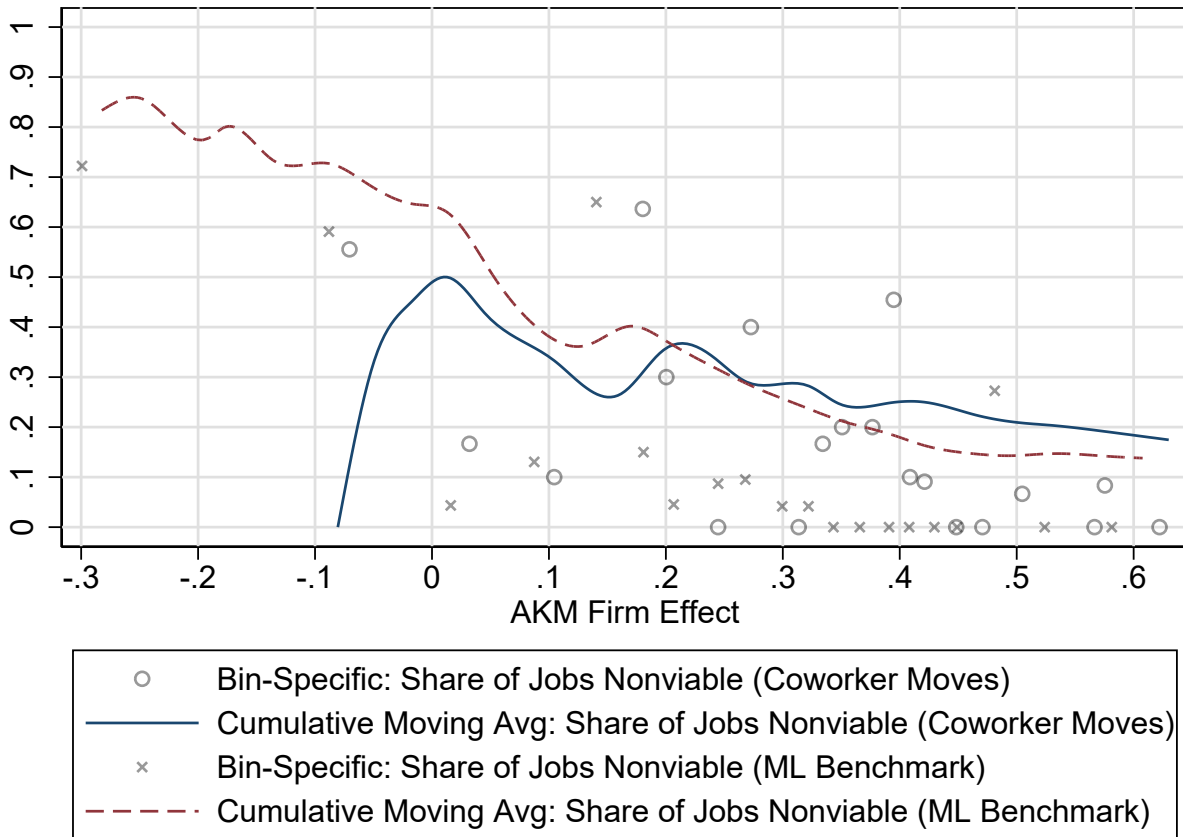 1
.9
.8
.7
.6
.5
.4
.3
.2
.1
0
-.3 -.2 -.1 0 .1 .2 .3 .4 .5 .6
AKM Firm Effect
Bin-Specific: Share of Jobs Nonviable (Coworker Moves)
Cumulative Moving Avg: Share of Jobs Nonviable (Coworker Moves)
Bin-Specific: Share of Jobs Nonviable (ML Benchmark)
Cumulative Moving Avg: Share of Jobs Nonviable (ML Benchmark)